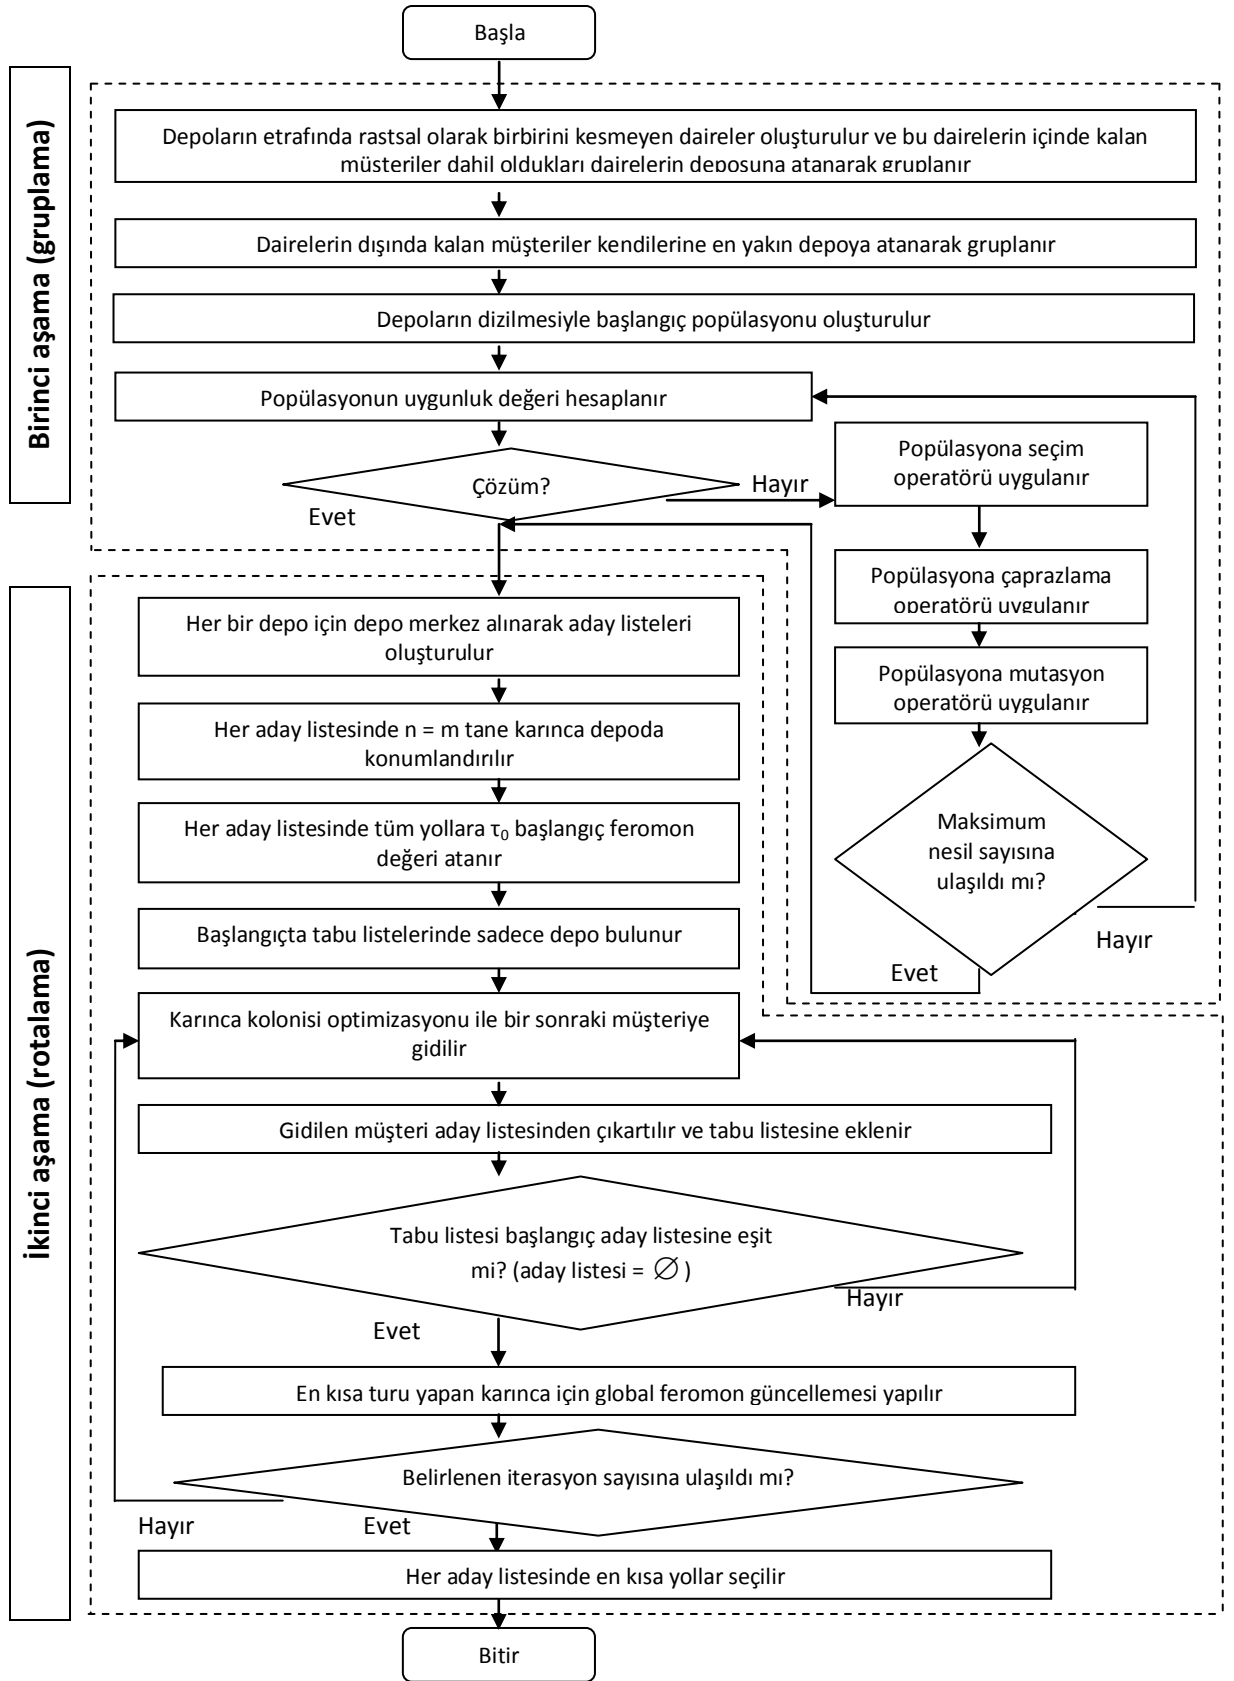 Başla
Birinci aşama (gruplama)
Depoların etrafında rastsal olarak birbirini kesmeyen daireler oluşturulur ve bu dairelerin içinde kalan
müşteriler dahil oldukları dairelerin deposuna atanarak gruplanır
Dairelerin dışında kalan müşteriler kendilerine en yakın depoya atanarak gruplanır
Depoların dizilmesiyle başlangıç popülasyonu oluşturulur
Popülasyonun uygunluk değeri hesaplanır
Çözüm?
Hayır
Evet
Popülasyona seçim
operatörü uygulanır
Popülasyona çaprazlama
operatörü uygulanır
Popülasyona mutasyon
operatörü uygulanır
Maksimum
nesil sayısına
ulaşıldı mı?
Hayır
Evet
İkinci aşama (rotalama)
Her bir depo için depo merkez alınarak aday listeleri
oluşturulur
Her aday listesinde n = m tane karınca depoda
konumlandırılır
Her aday listesinde tüm yollara τ₀ başlangıç feromon
değeri atanır
Başlangıçta tabu listelerinde sadece depo bulunur
Karınca kolonisi optimizasyonu ile bir sonraki müşteriye
gidilir
Gidilen müşteri aday listesinden çıkartılır ve tabu listesine eklenir
Tabu listesi başlangıç aday listesine eşit
mi? (aday listesi = ∅ )
Hayır
Evet
En kısa turu yapan karınca için global feromon güncellemesi yapılır
Belirlenen iterasyon sayısına ulaşıldı mı?
Hayır
Evet
Her aday listesinde en kısa yollar seçilir
Bitir